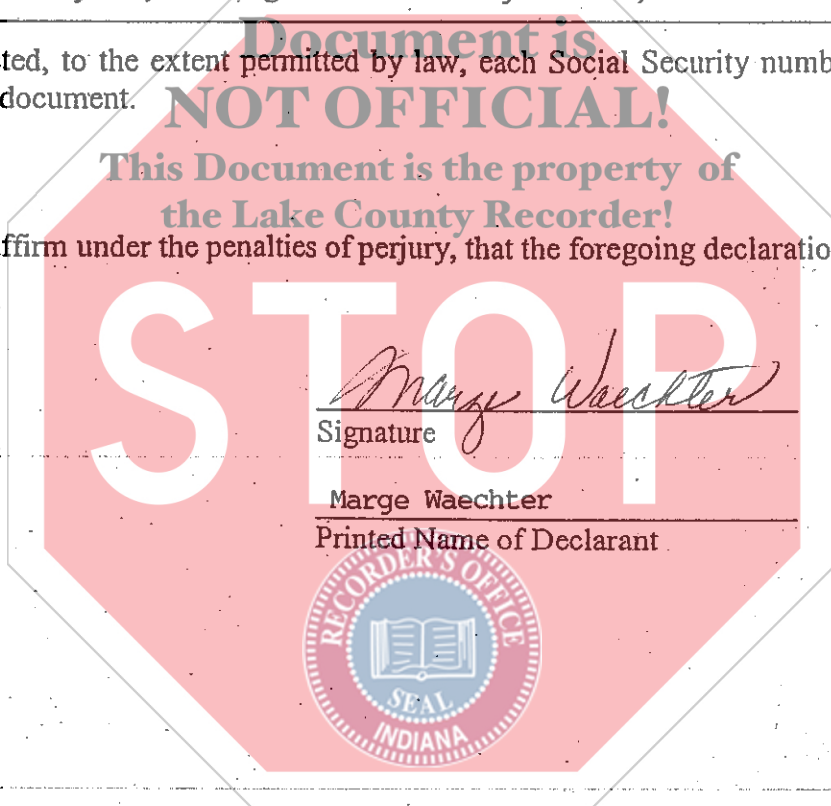 Document is
ted, to the extent permitted by law, each Social Security numb
document.
NOT OFFICIAL!
This Document is the property of
the Lake County Recorder!
ffirm under the penalties of perjury, that the foregoing declaratio
STOP
Marge Waechter
Signature
Marge Waechter
Printed Name of Declarant
RECORDER'S OFFICE
SEAL
INDIANA